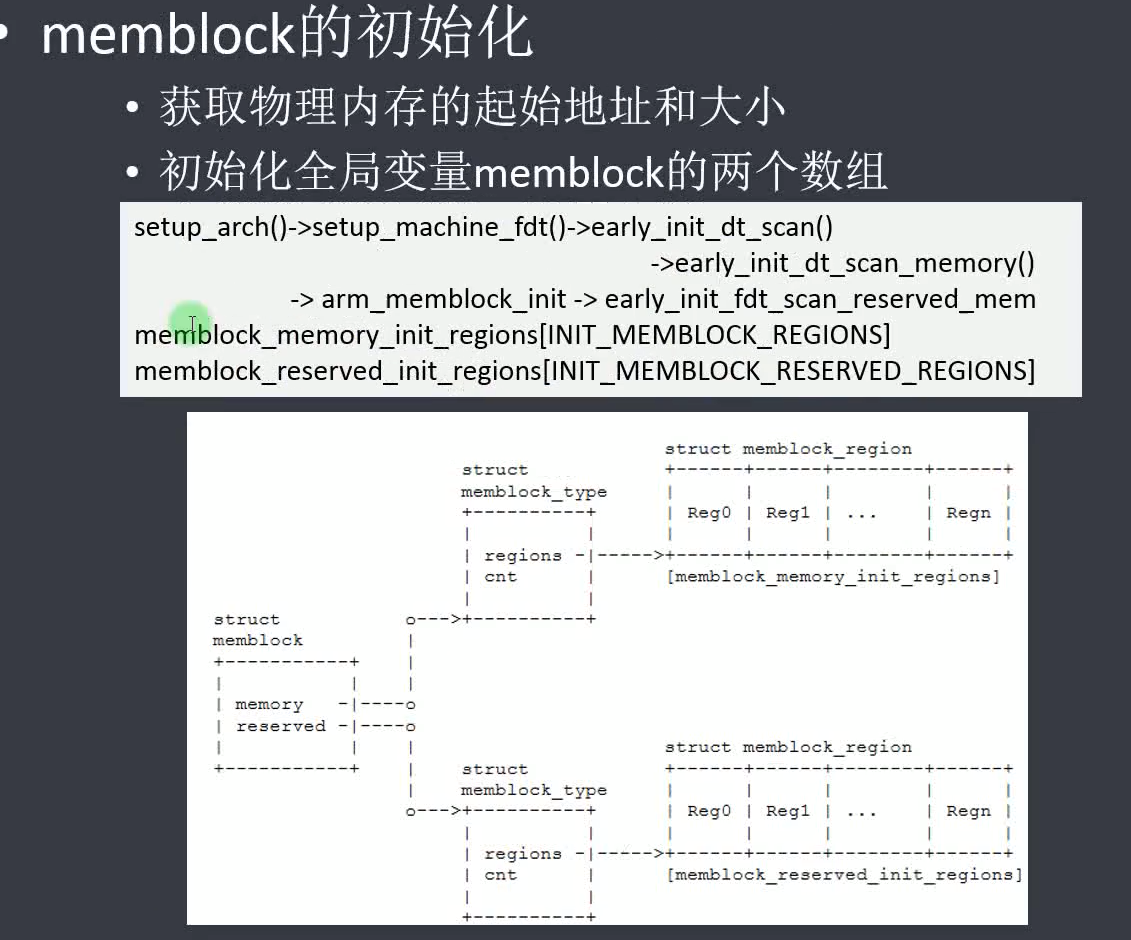 • memblock的初始化
• 获取物理内存的起始地址和大小
• 初始化全局变量memblock的两个数组
setup_arch()->setup_machine_fdt()->early_init_dt_scan()
->early_init_dt_scan_memory()
-> arm_memblock_init -> early_init_fdt_scan_reserved_mem
memblock_memory_init_regions[INIT_MEMBLOCK_REGIONS]
memblock_reserved_init_regions[INIT_MEMBLOCK_RESERVED_REGIONS]
struct memblock_region
struct
memblock_type
Reg0 | Reg1 | ... | Regn
regions
cnt
[memblock_memory_init_regions]
struct
memblock
memory
reserved
struct memblock_region
struct
memblock_type
Reg0 | Reg1 | ... | Regn
regions
cnt
[memblock_reserved_init_regions]